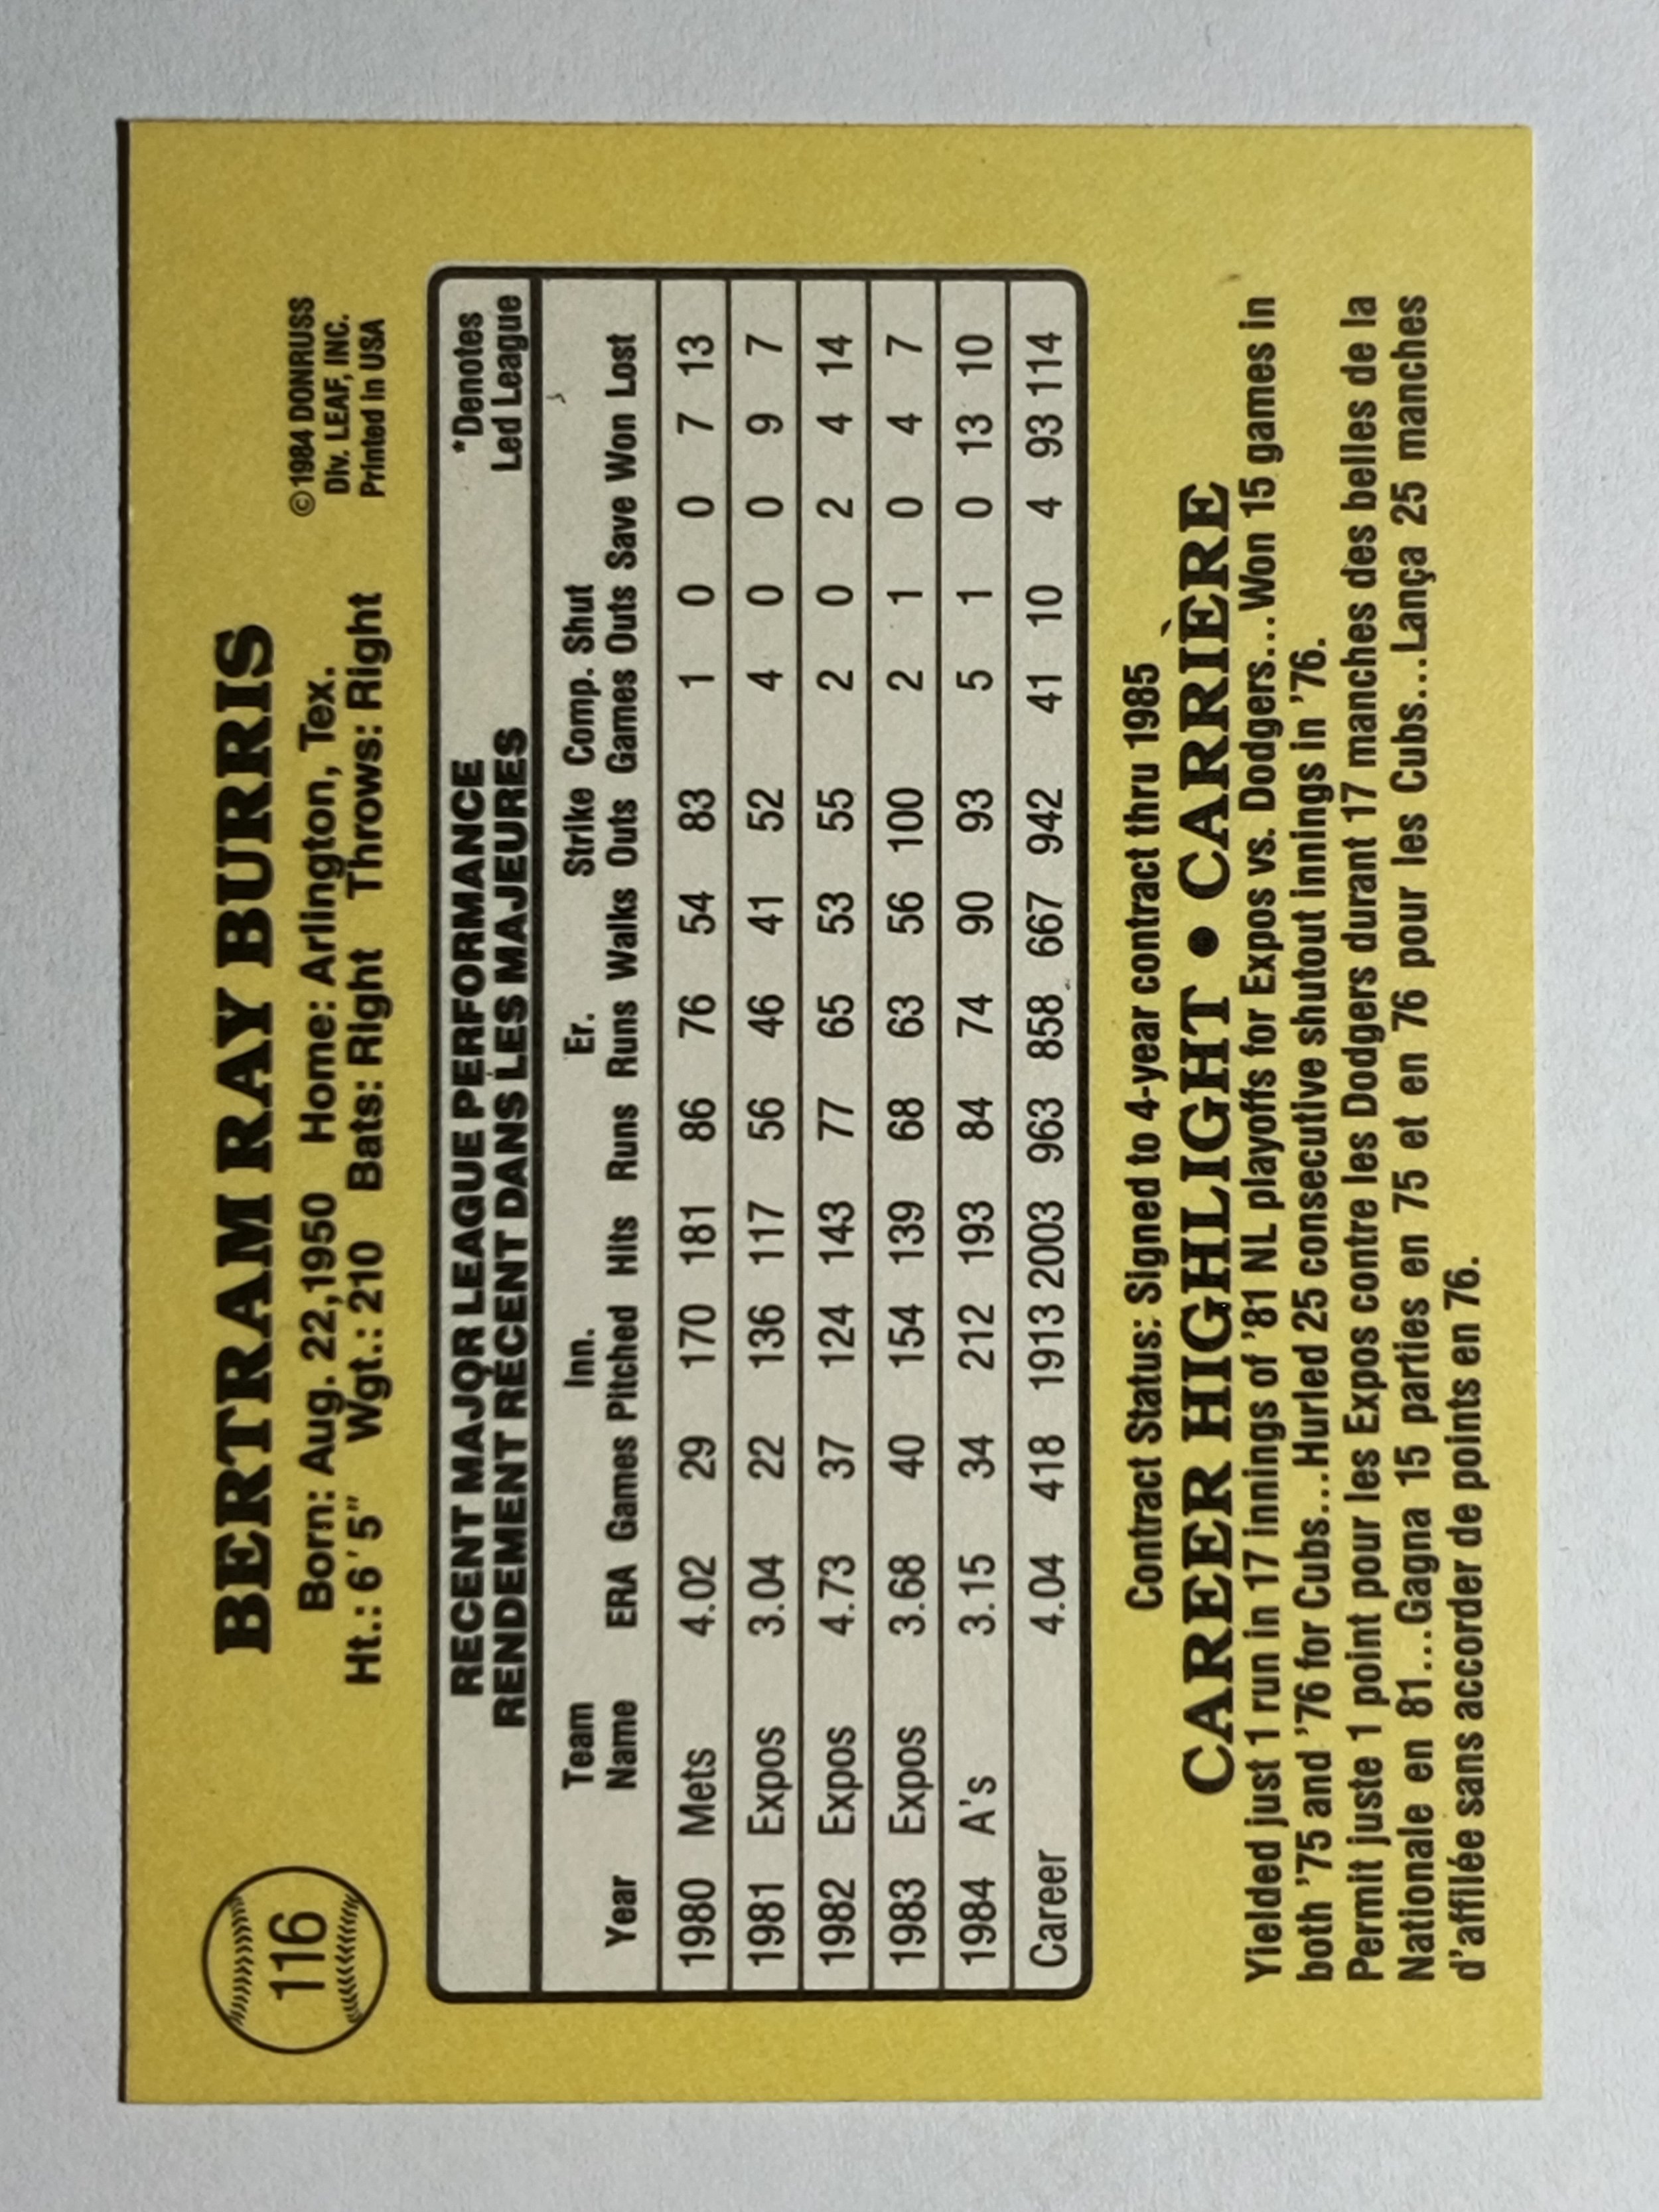 116
BERTRAM RAY BURRIS
©1984 DONRUSS
Div. LEAF, INC.
Printed in USA
Born: Aug. 22,1950 Home: Arlington, Tex.
Ht.: 6'5" Wgt.: 210 Bats: Right Throws: Right
RECENT MAJOR LEAGUE PERFORMANCE
RENDEMENT RÉCENT DANS LES MAJEURES
*Denotes
Led League
Team Inn. Er. Strike Comp. Shut
Year Name ERA Games Pitched Hits Runs Runs Walks Outs Games Outs Save Won Lost
1980 Mets 4.02 29 170 181 86 76 54 83 1 0 0 7 13
1981 Expos 3.04 22 136 117 56 46 41 52 4 0 0 9 7
1982 Expos 4.73 37 124 143 77 65 53 55 2 0 2 4 14
1983 Expos 3.68 40 154 139 68 63 56 100 2 1 0 4 7
1984 A's 3.15 34 212 193 84 74 90 93 5 1 0 13 10
Career 4.04 418 1913 2003 963 858 667 942 41 10 4 93 114
Contract Status: Signed to 4-year contract thru 1985
CAREER HIGHLIGHT • CARRIÈRE
Yielded just 1 run in 17 innings of '81 NL playoffs for Expos vs. Dodgers...Won 15 games in
both '75 and '76 for Cubs...Hurled 25 consecutive shutout innings in '76.
Permit juste 1 point pour les Expos contre les Dodgers durant 17 manches des belles de la
Nationale en 81...Gagna 15 parties en 75 et en 76 pour les Cubs...Lança 25 manches
d'affilée sans accorder de points en 76.